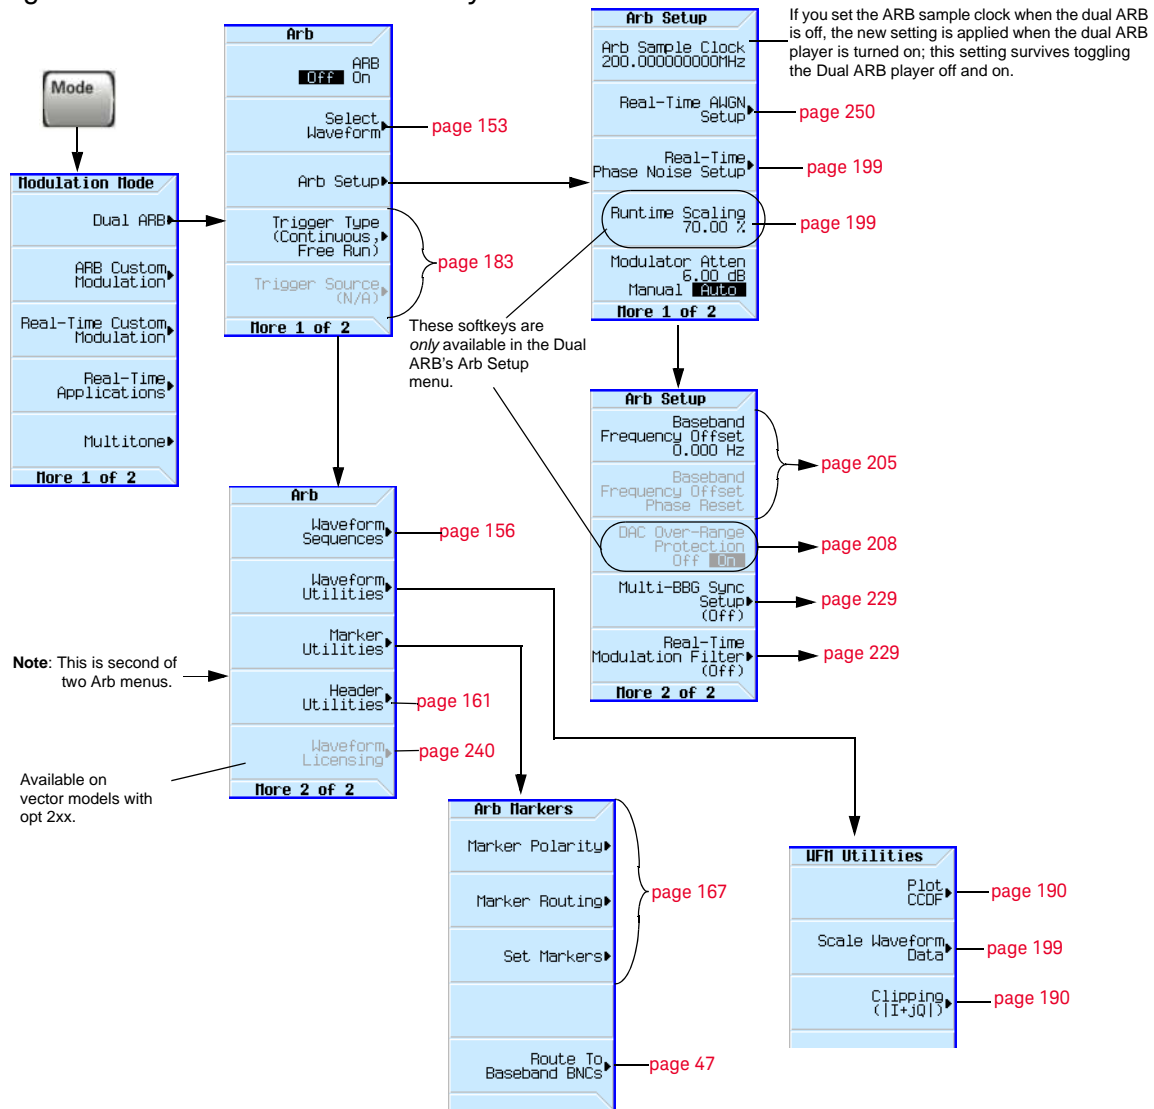 Mode
Modulation Mode
Dual ARB
ARB Custom
Modulation
Real-Time Custom
Modulation
Real-Time
Applications
Multitone
More 1 of 2
Arb
ARB
Off On
Select
Waveform
page 153
Arb Setup
Trigger Type
(Continuous,
Free Run)
Trigger Source
(N/A)
page 183
More 1 of 2
Arb Setup
Arb Sample Clock
200.000000000MHz
Real-Time AWGN
Setup
page 250
Real-Time
Phase Noise Setup
page 199
Runtime Scaling
70.00 %
page 199
Modulator Atten
6.00 dB
Manual Auto
More 1 of 2
If you set the ARB sample clock when the dual ARB
is off, the new setting is applied when the dual ARB
player is turned on; this setting survives toggling
the Dual ARB player off and on.
These softkeys are
only available in the Dual
ARB's Arb Setup
menu.
Arb Setup
Baseband
Frequency Offset
0.000 Hz
Baseband
Frequency Offset
Phase Reset
page 205
DAC Over-Range
Protection
Off On
page 208
Multi-BBG Sync
Setup
(Off)
page 229
Real-Time
Modulation Filter
(Off)
page 229
More 2 of 2
Arb
Waveform
Sequences
page 156
Waveform
Utilities
Marker
Utilities
Header
Utilities
page 161
Waveform
Licensing
page 240
More 2 of 2
Note: This is second of
two Arb menus.
Available on
vector models with
opt 2xx.
Arb Markers
Marker Polarity
Marker Routing
Set Markers
page 167
Route To
Baseband BNCs
page 47
WFM Utilities
Plot
CCDF
page 190
Scale Waveform
Data
page 199
Clipping
(|I+jQ|)
page 190